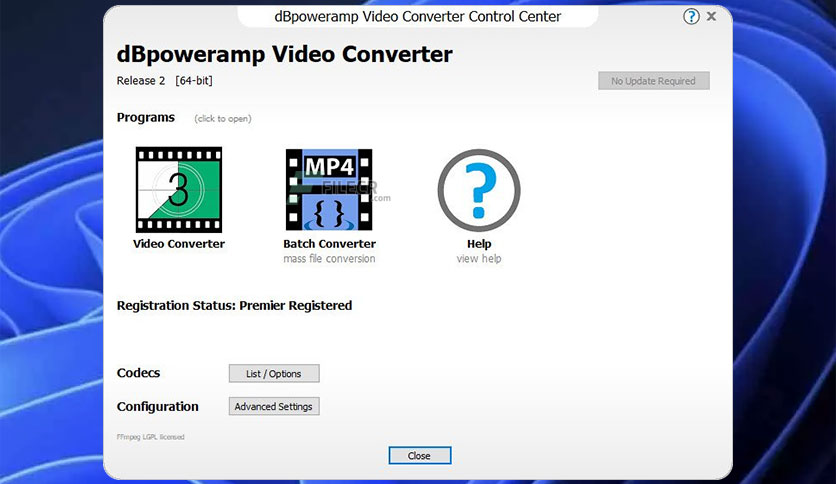 dBpoweramp Video Converter Control Center
?
dBpoweramp Video Converter
Release 2 [64-bit]
No Update Required
Programs (click to open)
3
MP4
{ }
?
FILECR
.com
Video Converter
Batch Converter
Help
mass file conversion
view help
Registration Status: Premier Registered
Codecs
List / Options
Configuration
Advanced Settings
FFmpeg LGPL licensed
Close